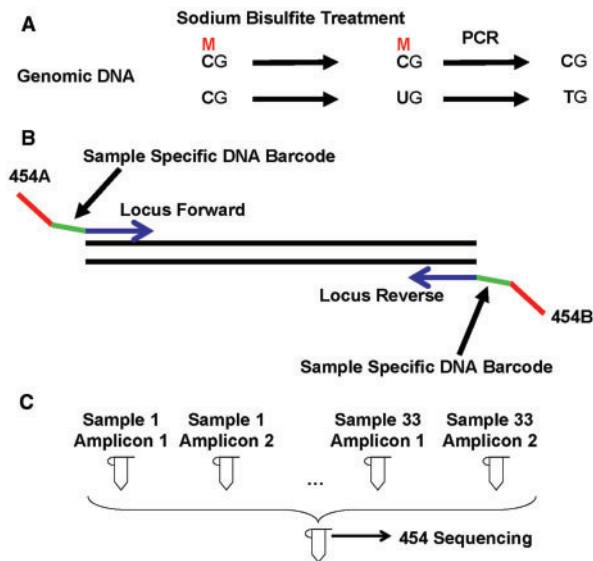 A
Sodium Bisulfite Treatment
M M PCR
Genomic DNA
CG CG CG
CG UG TG
B
Sample Specific DNA Barcode
454A
Locus Forward
Locus Reverse
454B
Sample Specific DNA Barcode
C
Sample 1 Sample 1 Sample 33 Sample 33
Amplicon 1 Amplicon 2 ... Amplicon 1 Amplicon 2
454 Sequencing